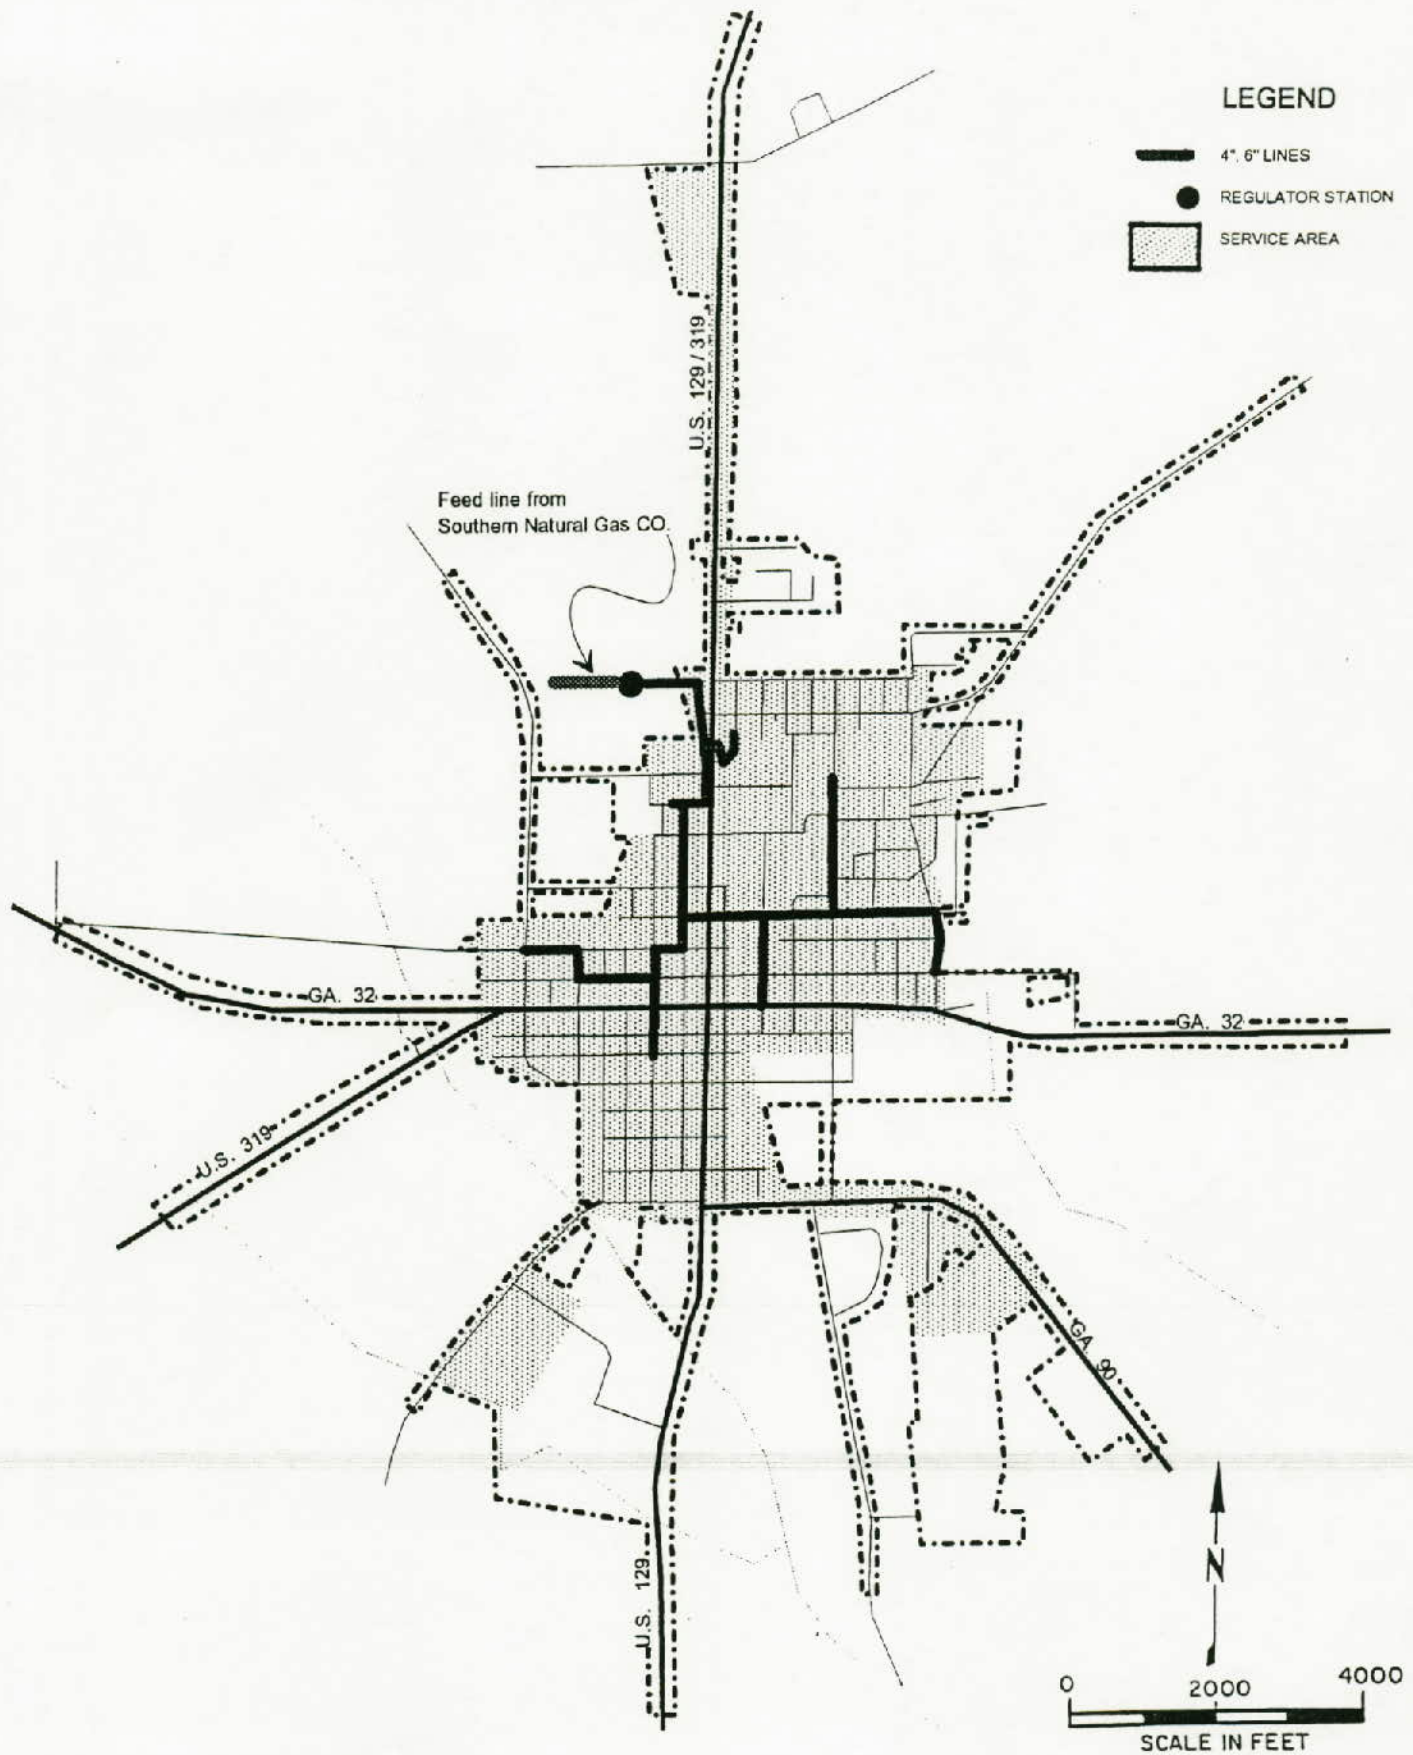 LEGEND
4", 6" LINES
REGULATOR STATION
SERVICE AREA
U.S. 129 / 319
Feed line from
Southern Natural Gas CO.
GA. 32
GA. 32
U.S. 319
GA. 90
U.S. 129
N
0 2000 4000
SCALE IN FEET